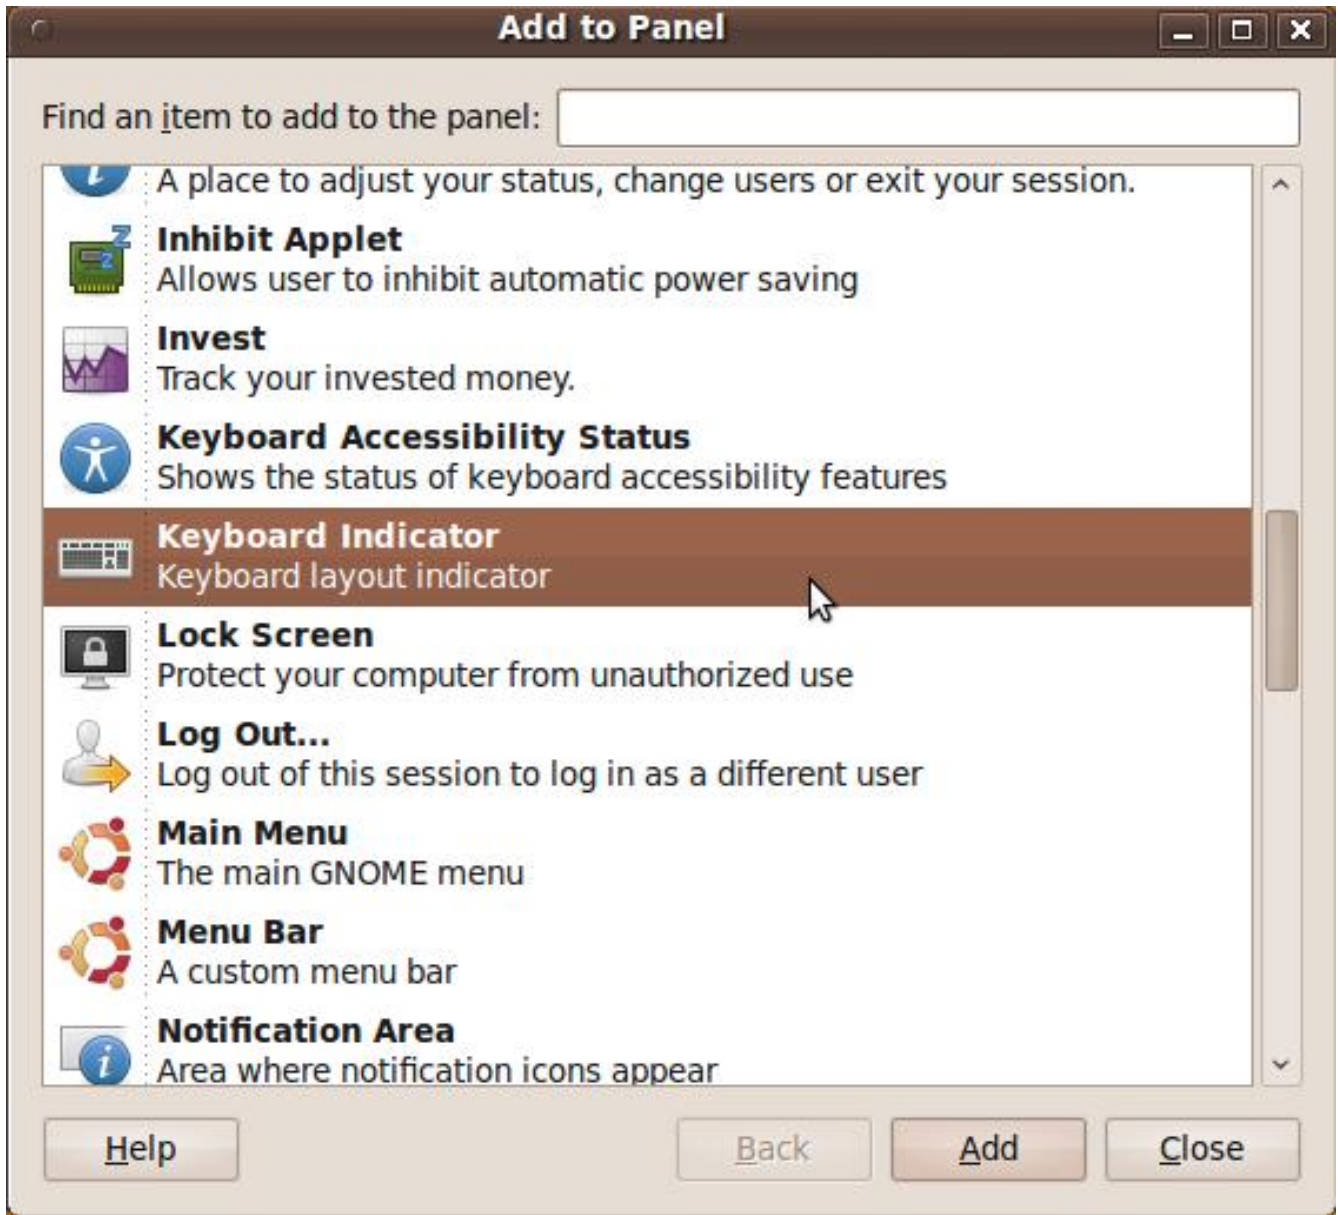 Add to Panel
Find an item to add to the panel:
A place to adjust your status, change users or exit your session.
Inhibit Applet
Allows user to inhibit automatic power saving
Invest
Track your invested money.
Keyboard Accessibility Status
Shows the status of keyboard accessibility features
Keyboard Indicator
Keyboard layout indicator
Lock Screen
Protect your computer from unauthorized use
Log Out...
Log out of this session to log in as a different user
Main Menu
The main GNOME menu
Menu Bar
A custom menu bar
Notification Area
Area where notification icons appear
Help Back Add Close